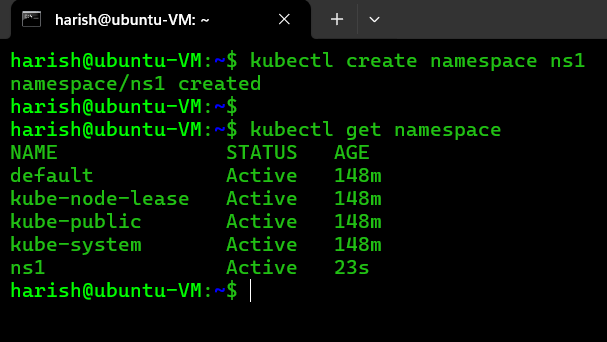 harish@ubuntu-VM: ~
harish@ubuntu-VM:~$ kubectl create namespace ns1
namespace/ns1 created
harish@ubuntu-VM:~$
harish@ubuntu-VM:~$ kubectl get namespace
NAME STATUS AGE
default Active 148m
kube-node-lease Active 148m
kube-public Active 148m
kube-system Active 148m
ns1 Active 23s
harish@ubuntu-VM:~$